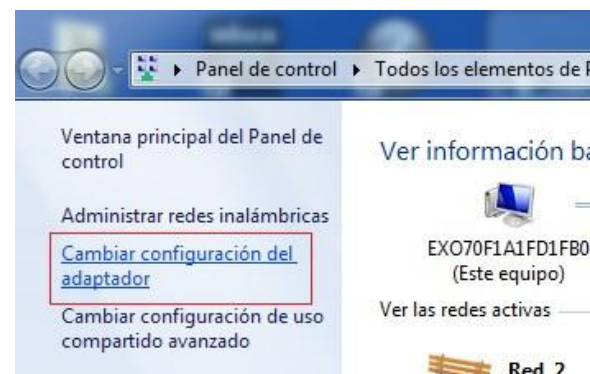 Panel de control Todos los elementos de
Ventana principal del Panel de
control
Ver información
Administrar redes inalámbricas
Cambiar configuración del
adaptador
EXO70F1A1FD1FB0
(Este equipo)
Ver las redes activas
Cambiar configuración de uso
compartido avanzado
Red 2